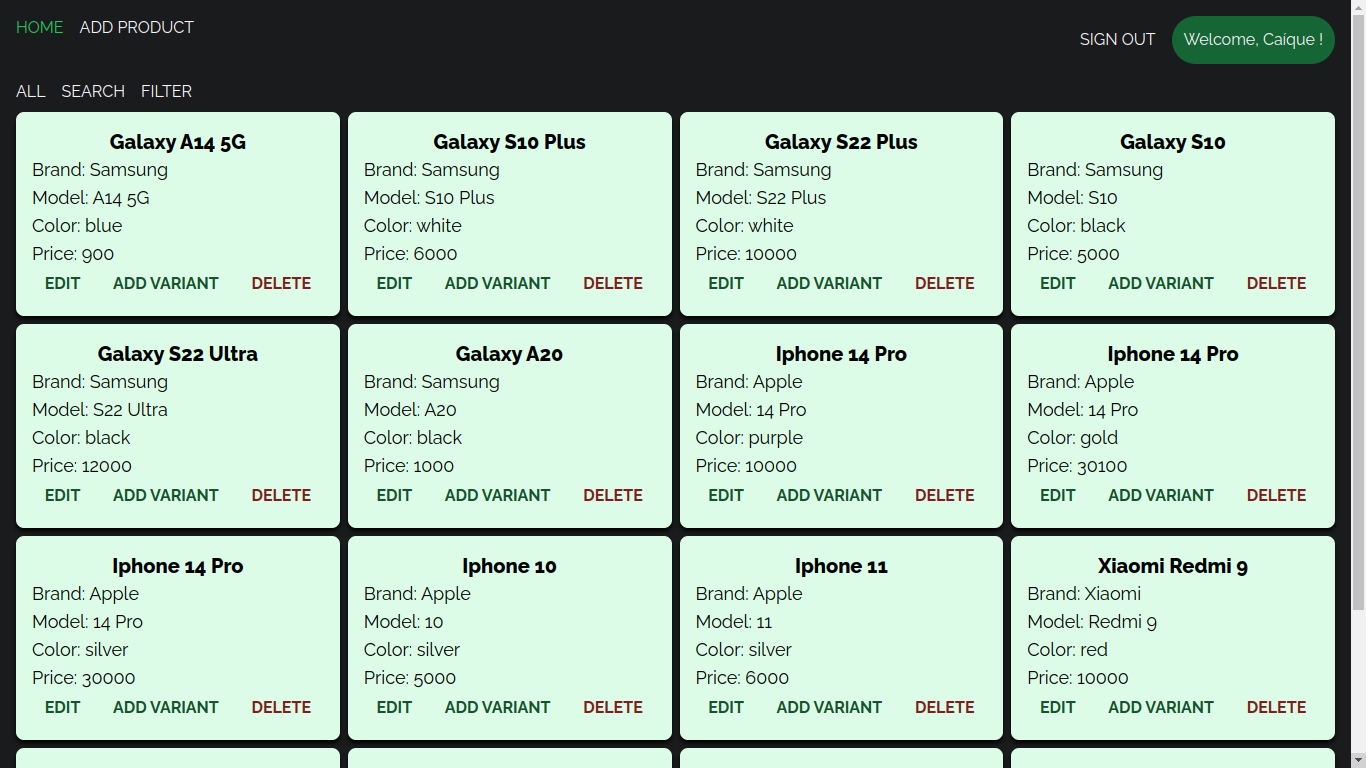 HOME ADD PRODUCT
SIGN OUT Welcome, Caíque !
ALL SEARCH FILTER
Galaxy A14 5G
Brand: Samsung
Model: A14 5G
Color: blue
Price: 900
EDIT ADD VARIANT DELETE
Galaxy S10 Plus
Brand: Samsung
Model: S10 Plus
Color: white
Price: 6000
EDIT ADD VARIANT DELETE
Galaxy S22 Plus
Brand: Samsung
Model: S22 Plus
Color: white
Price: 10000
EDIT ADD VARIANT DELETE
Galaxy S10
Brand: Samsung
Model: S10
Color: black
Price: 5000
EDIT ADD VARIANT DELETE
Galaxy S22 Ultra
Brand: Samsung
Model: S22 Ultra
Color: black
Price: 12000
EDIT ADD VARIANT DELETE
Galaxy A20
Brand: Samsung
Model: A20
Color: black
Price: 1000
EDIT ADD VARIANT DELETE
Iphone 14 Pro
Brand: Apple
Model: 14 Pro
Color: purple
Price: 10000
EDIT ADD VARIANT DELETE
Iphone 14 Pro
Brand: Apple
Model: 14 Pro
Color: gold
Price: 30100
EDIT ADD VARIANT DELETE
Iphone 14 Pro
Brand: Apple
Model: 14 Pro
Color: silver
Price: 30000
EDIT ADD VARIANT DELETE
Iphone 10
Brand: Apple
Model: 10
Color: silver
Price: 5000
EDIT ADD VARIANT DELETE
Iphone 11
Brand: Apple
Model: 11
Color: silver
Price: 6000
EDIT ADD VARIANT DELETE
Xiaomi Redmi 9
Brand: Xiaomi
Model: Redmi 9
Color: red
Price: 10000
EDIT ADD VARIANT DELETE